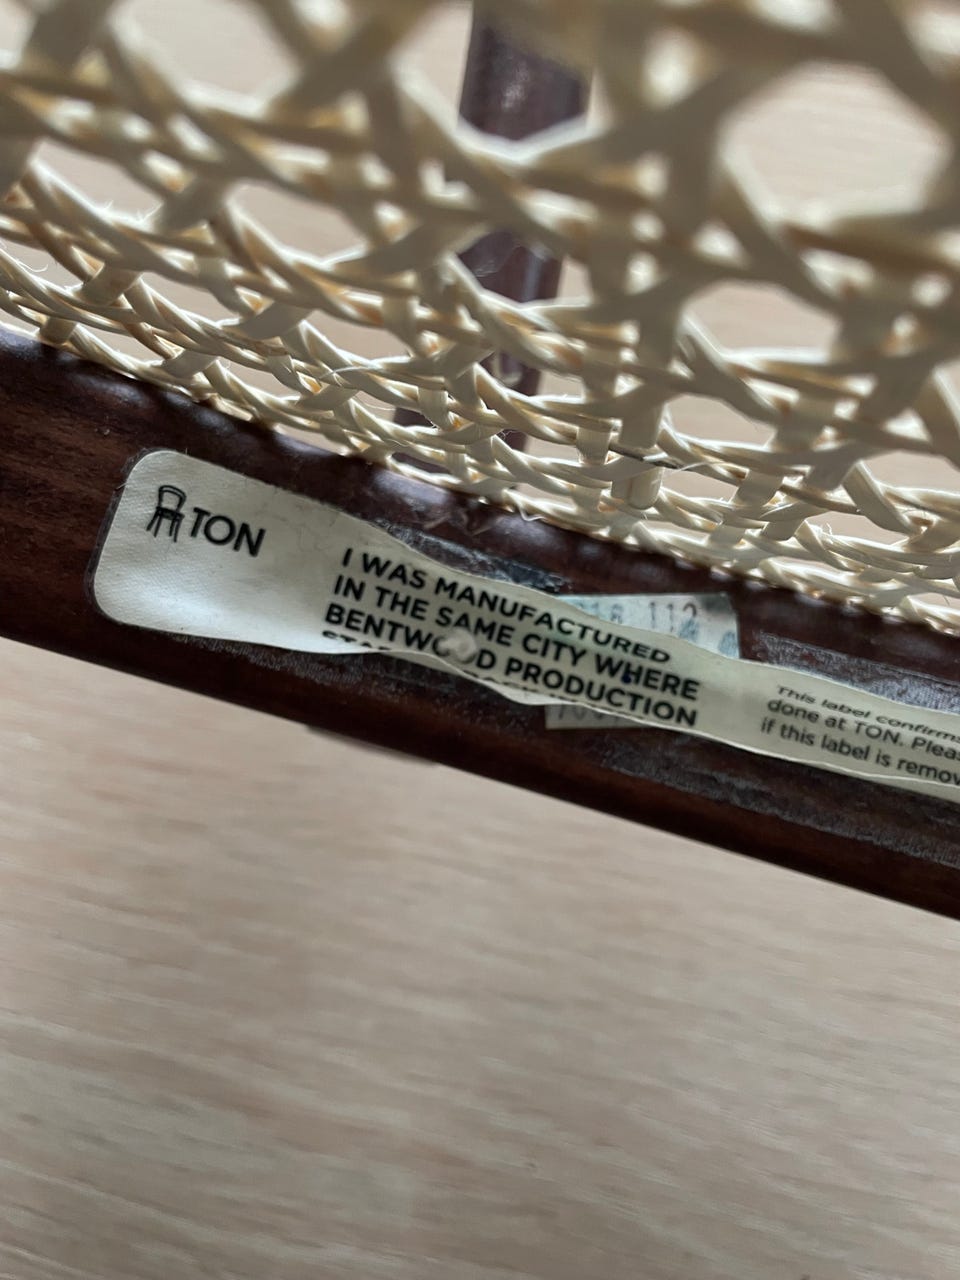 TON
I WAS MANUFACTURED
IN THE SAME CITY WHERE
BENTWOOD PRODUCTION
This label confirms
done at TON. Pleas
if this label is remov
112